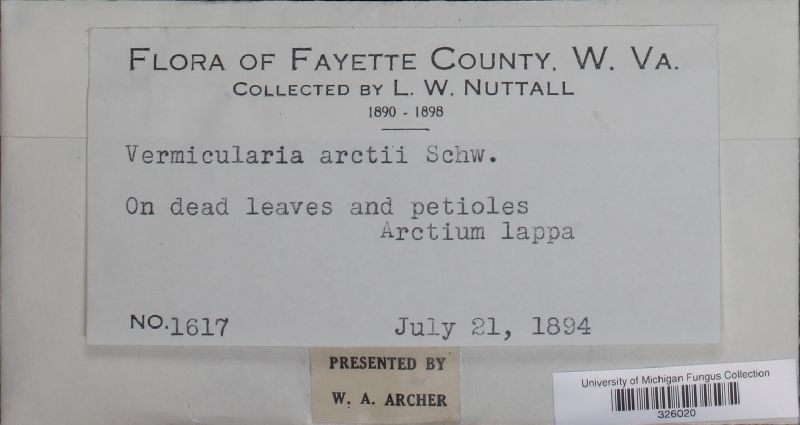 FLORA OF FAYETTE COUNTY, W. VA.
COLLECTED BY L. W. NUTTALL
1890 - 1898
Vermicularia arctii Schw.
On dead leaves and petioles
Arctium lappa
NO. 1617 July 21, 1894
PRESENTED BY
W. A. ARCHER
University of Michigan Fungus Collection
326020